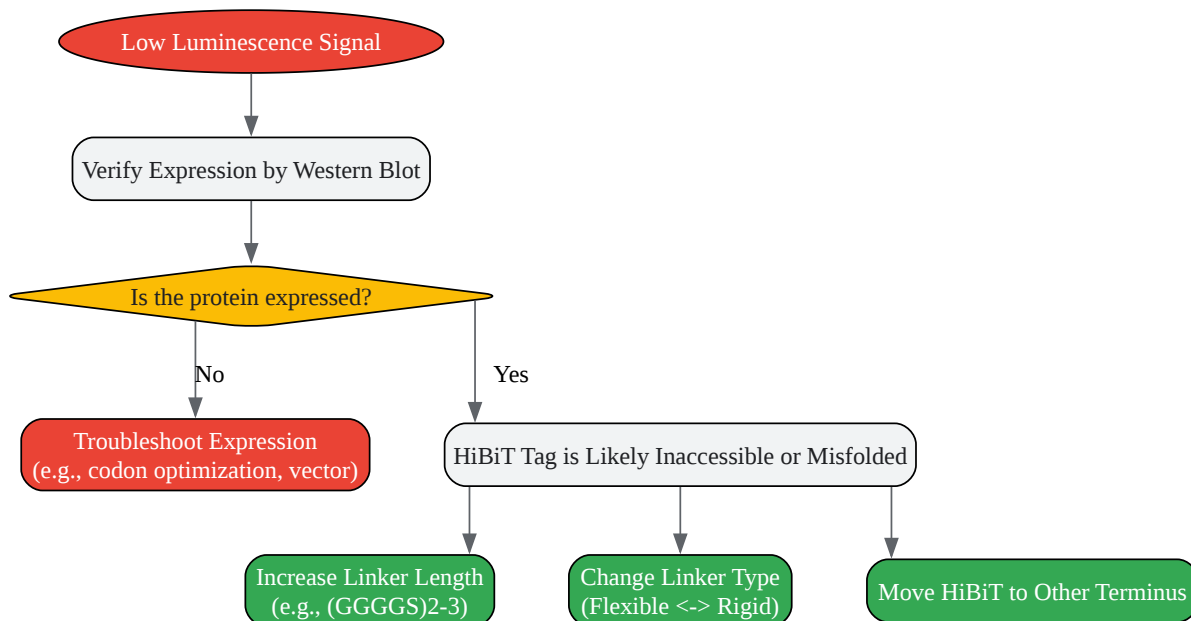 Low Luminescence Signal
Verify Expression by Western Blot
Is the protein expressed?
No
Yes
Troubleshoot Expression
(e.g., codon optimization, vector)
HiBiT Tag is Likely Inaccessible or Misfolded
Increase Linker Length
(e.g., (GGGGS)2-3)
Change Linker Type
(Flexible <-> Rigid)
Move HiBiT to Other Terminus